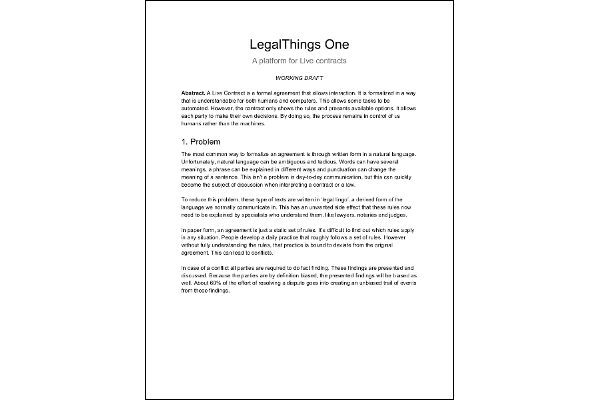 LegalThings One
A platform for Live contracts
WORKING DRAFT
Abstract. A Live Contract is a formal agreement that allows interaction. It is formalized in a way
that is understandable for both humans and computers. This allows some tasks to be
automated. However, the contract only shows the rules and presents available options. It allows
each party to make their own decisions. By doing so, the process remains in control of us
humans rather than the machines.
1. Problem
The most common way to formalize an agreement is through written form in a natural language.
Unfortunately, natural language can be ambiguous and tedious. Words can have several
meanings, a phrase can be explained in different ways and punctuation can change the
meaning of a sentence. This isn't a problem is day-to-day communication, but this can quickly
become the subject of discussion when interpreting a contract or a law.
To reduce this problem, these type of texts are written in 'legal-lingo', a derived form of the
language we normally communicate in. This has an unwanted side effect that these rules now
need to be explained by specialists who understand them, like lawyers, notaries and judges.
In paper form, an agreement is just a static set of rules. It's difficult to find out which rules apply
in any situation. People develop a daily practice that roughly follows a set of rules. However
without fully understanding the rules, that practice is bound to deviate from the original
agreement. This can lead to conflicts.
In case of a conflict all parties are required to do fact finding. These findings are presented and
discussed. Because the parties are by definition biased, the presented findings will be biased as
well. About 60% of the effort of resolving a dispute goes into creating an unbiased trail of events
from those findings.